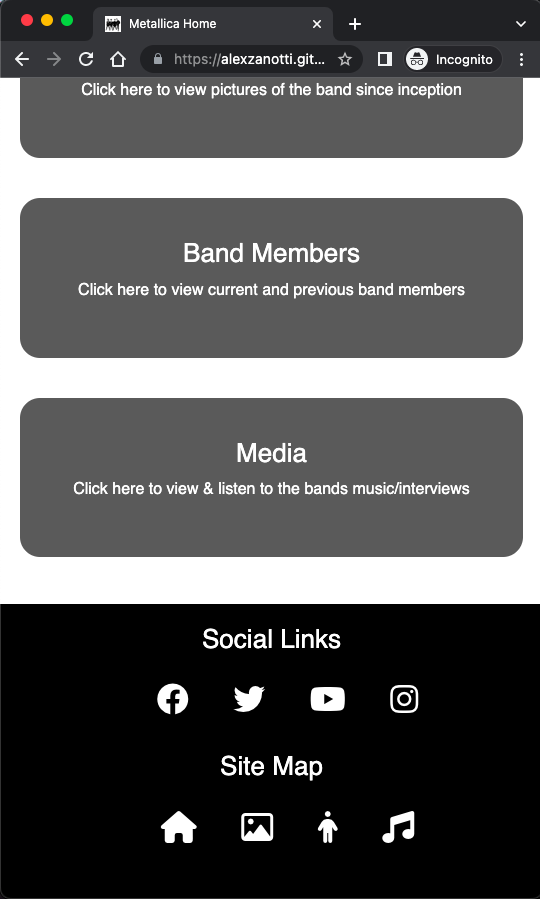 Metallica Home
https://alexzanotti.git...
Incognito
Click here to view pictures of the band since inception
Band Members
Click here to view current and previous band members
Media
Click here to view & listen to the bands music/interviews
Social Links
Site Map